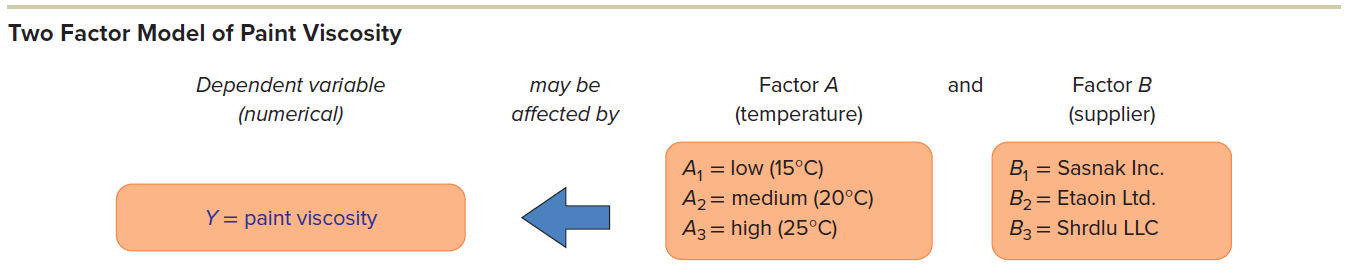 Two Factor Model of Paint Viscosity
Dependent variable
(numerical)
may be
affected by
Factor A
(temperature)
and
Factor B
(supplier)
Y = paint viscosity
A₁ = low (15°C)
A₂ = medium (20°C)
A₃ = high (25°C)
B₁ = Sasnak Inc.
B₂ = Etaoin Ltd.
B₃ = Shrdlu LLC